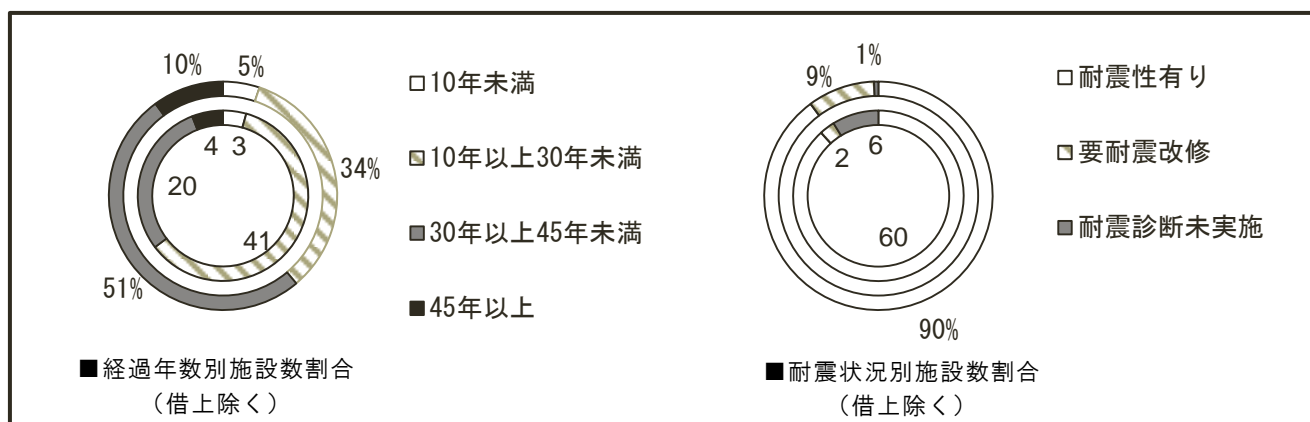 10%
5%
34%
51%
4
3
20
41
□10年未満
10年以上30年未満
■30年以上45年未満
■45年以上
■経過年数別施設数割合
（借上除く）
1%
9%
90%
2
6
60
□耐震性有り
要耐震改修
■耐震診断未実施
■耐震状況別施設数割合
（借上除く）